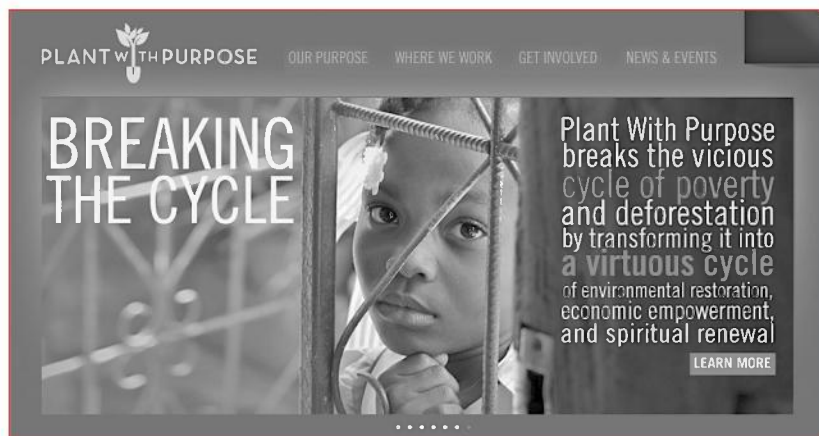 PLANT WITH PURPOSE
OUR PURPOSE WHERE WE WORK GET INVOLVED NEWS & EVENTS
BREAKING
THE CYCLE
Plant With Purpose
breaks the vicious
cycle of poverty
and deforestation
by transforming it into
a virtuous cycle
of environmental restoration,
economic empowerment,
and spiritual renewal
LEARN MORE